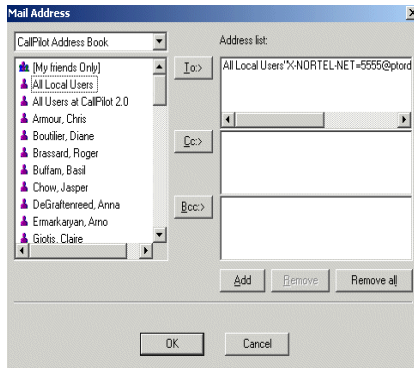 Mail Address
CallPilot Address Book
Address list:
[My friends Only]
All Local Users
All Users at CallPilot 2.0
Armour, Chris
Boutilier, Diane
Brassard, Roger
Buffam, Basil
Chow, Jasper
DeGraftenreed, Anna
Ermarkaryan, Arno
Giotis, Claire
To:>
Cc:>
Bcc:>
All Local Users"X-NORTEL-NET=5555@ptord
Add
Remove
Remove all
OK
Cancel